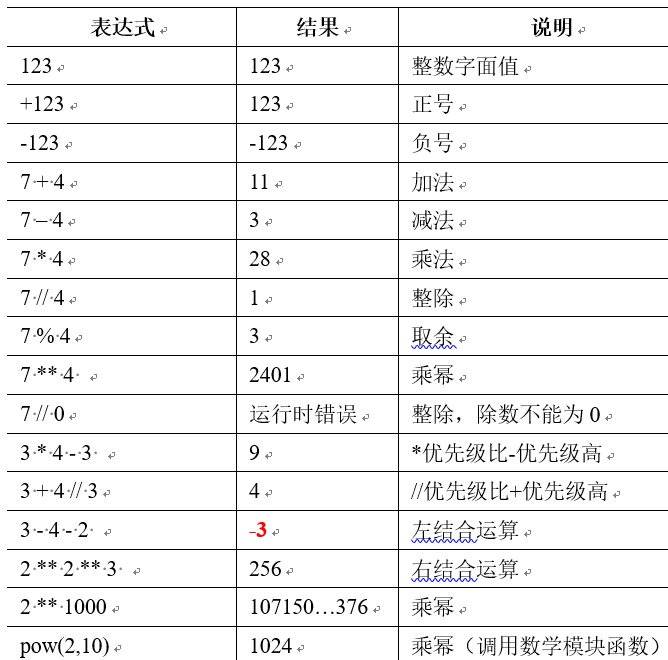 表达式 结果 说明
123 123 整数字面值
+123 123 正号
-123 -123 负号
7 + 4 11 加法
7 – 4 3 减法
7 * 4 28 乘法
7 // 4 1 整除
7 % 4 3 取余
7 ** 4 2401 乘幂
7 // 0 运行时错误 整除，除数不能为 0
3 * 4 - 3 9 *优先级比-优先级高
3 + 4 // 3 4 //优先级比+优先级高
3 - 4 - 2 -3 左结合运算
2 ** 2 ** 3 256 右结合运算
2 ** 1000 107150…376 乘幂
pow(2,10) 1024 乘幂（调用数学模块函数）